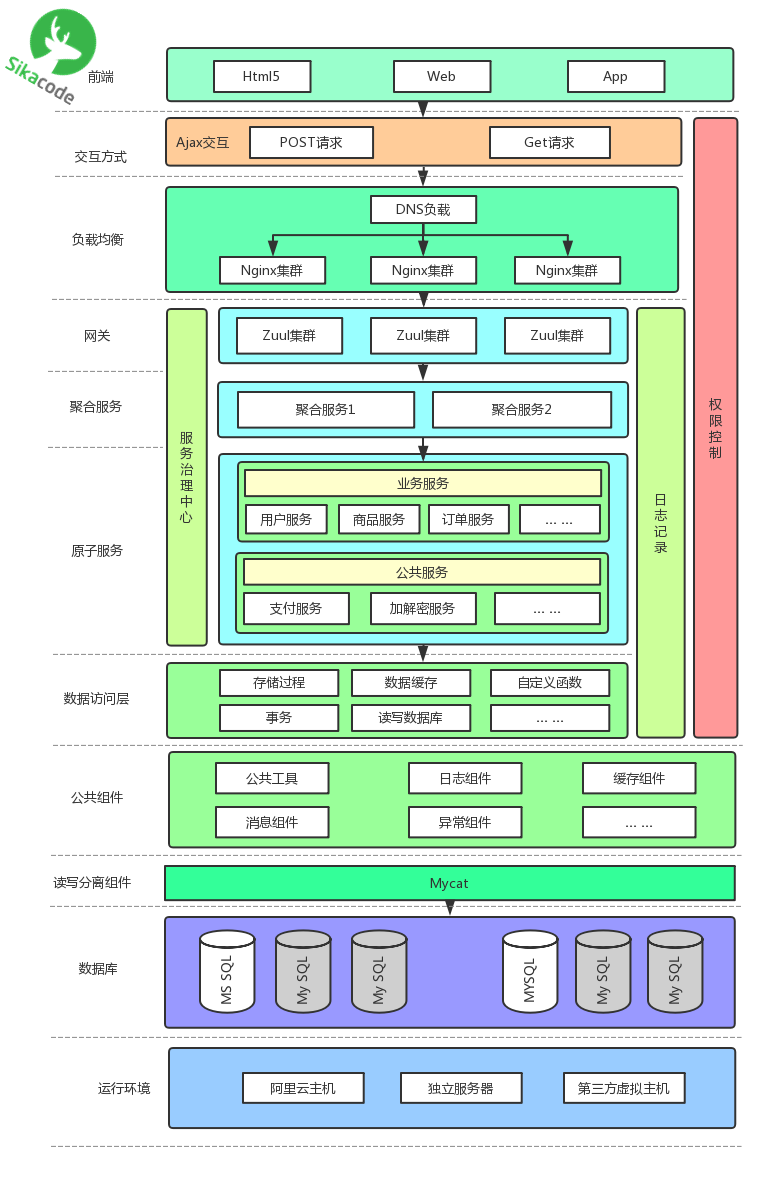 Sikacode
前端
Html5
Web
App
交互方式
Ajax交互
POST请求
Get请求
负载均衡
DNS负载
Nginx集群
Nginx集群
Nginx集群
网关
Zuul集群
Zuul集群
Zuul集群
聚合服务
聚合服务1
聚合服务2
服务治理中心
日志记录
权限控制
原子服务
业务服务
用户服务
商品服务
订单服务
... ...
公共服务
支付服务
加解密服务
... ...
数据访问层
存储过程
数据缓存
自定义函数
事务
读写数据库
... ...
公共组件
公共工具
日志组件
缓存组件
消息组件
异常组件
... ...
读写分离组件
Mycat
数据库
MS SQL
My SQL
My SQL
MYSQL
My SQL
My SQL
运行环境
阿里云主机
独立服务器
第三方虚拟主机